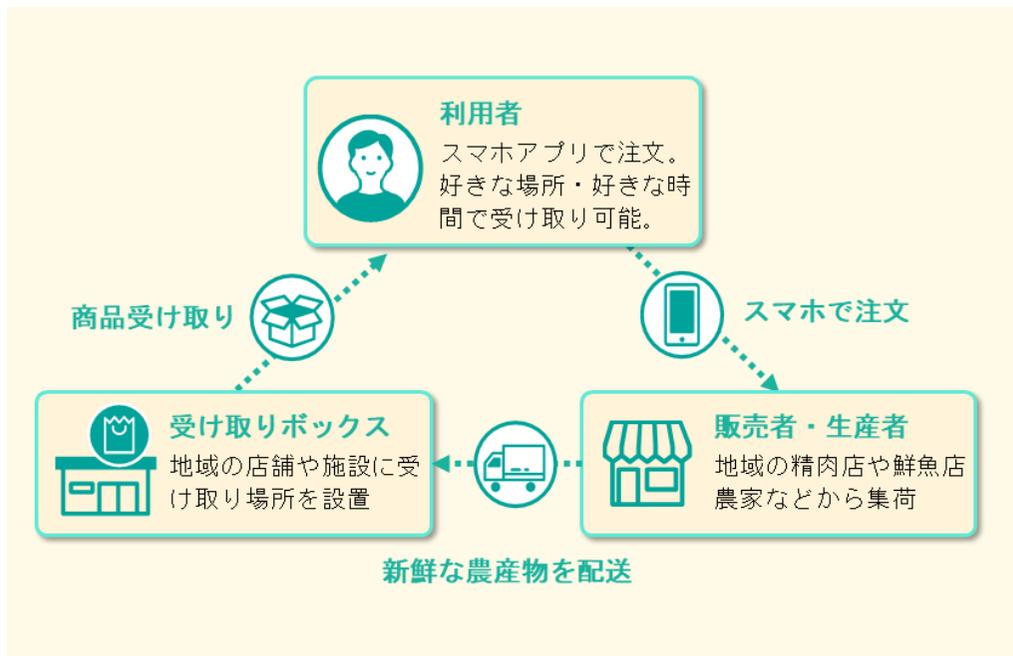 利用者
スマホアプリで注文。
好きな場所・好きな時
間で受け取り可能。
商品受け取り
スマホで注文
受け取りボックス
地域の店舗や施設に受
け取り場所を設置
販売者・生産者
地域の精肉店や鮮魚店
農家などから集荷
新鮮な農産物を配送